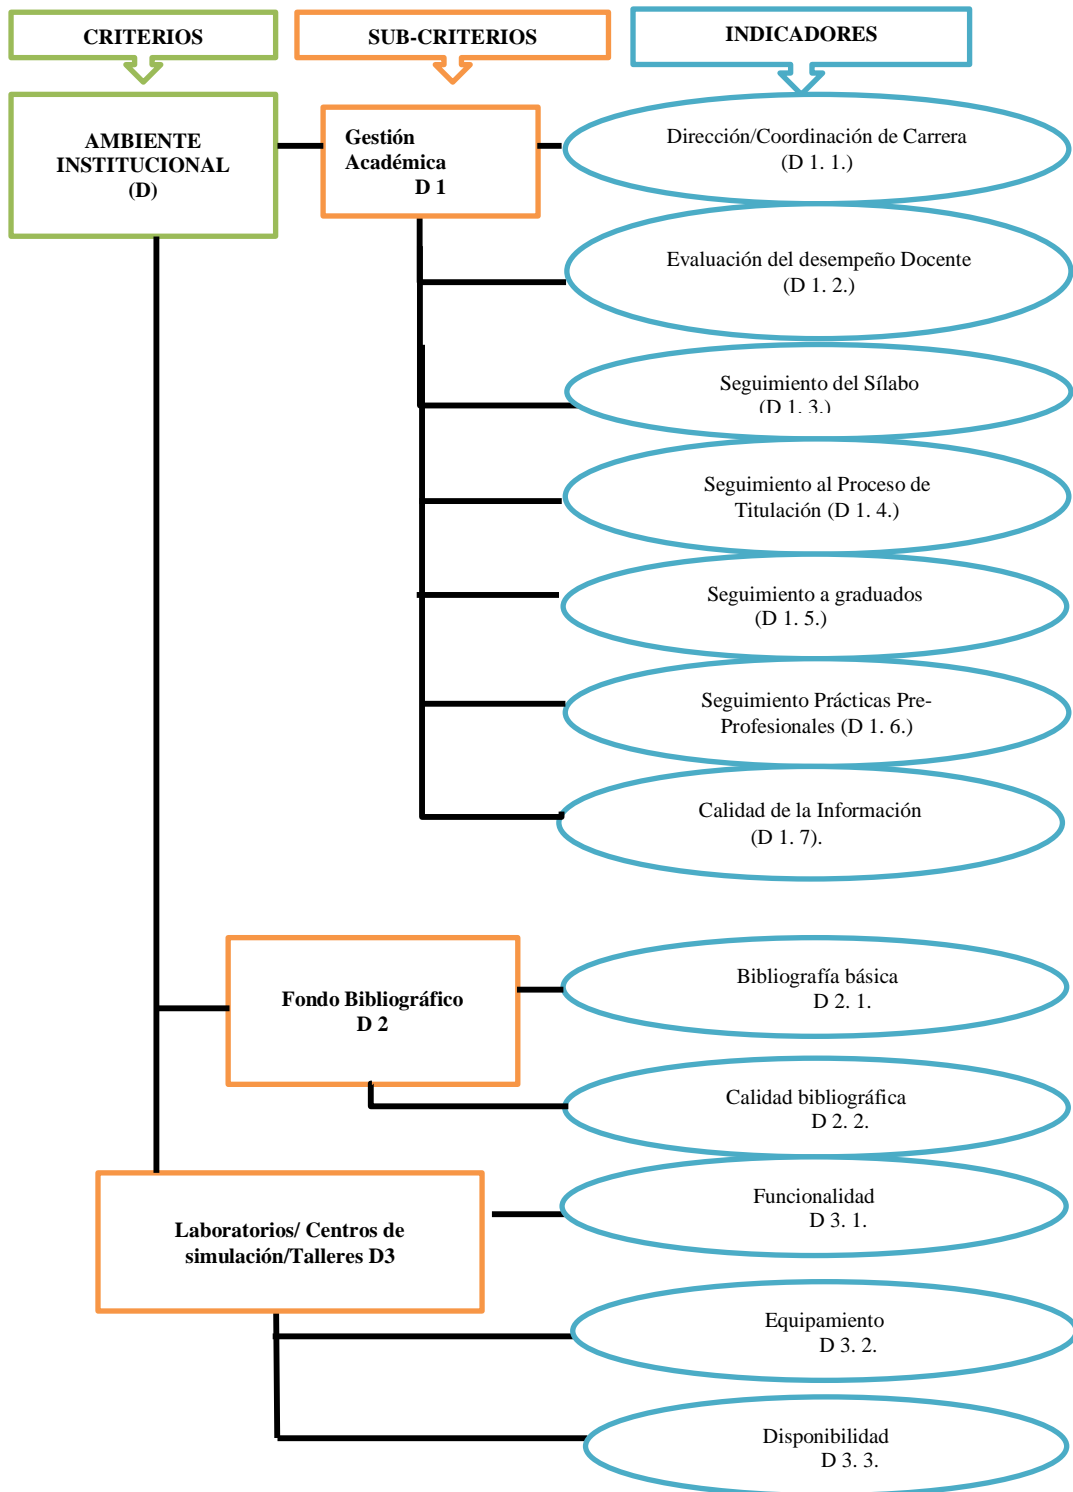 CRITERIOS
SUB-CRITERIOS
INDICADORES
AMBIENTE
INSTITUCIONAL
(D)
Gestión
Académica
D 1
Dirección/Coordinación de Carrera
(D 1. 1.)
Evaluación del desempeño Docente
(D 1. 2.)
Seguimiento del Sílabo
(D 1. 3.)
Seguimiento al Proceso de
Titulación (D 1. 4.)
Seguimiento a graduados
(D 1. 5.)
Seguimiento Prácticas Pre-
Profesionales (D 1. 6.)
Calidad de la Información
(D 1. 7).
Fondo Bibliográfico
D 2
Bibliografía básica
D 2. 1.
Calidad bibliográfica
D 2. 2.
Laboratorios/ Centros de
simulación/Talleres D3
Funcionalidad
D 3. 1.
Equipamiento
D 3. 2.
Disponibilidad
D 3. 3.